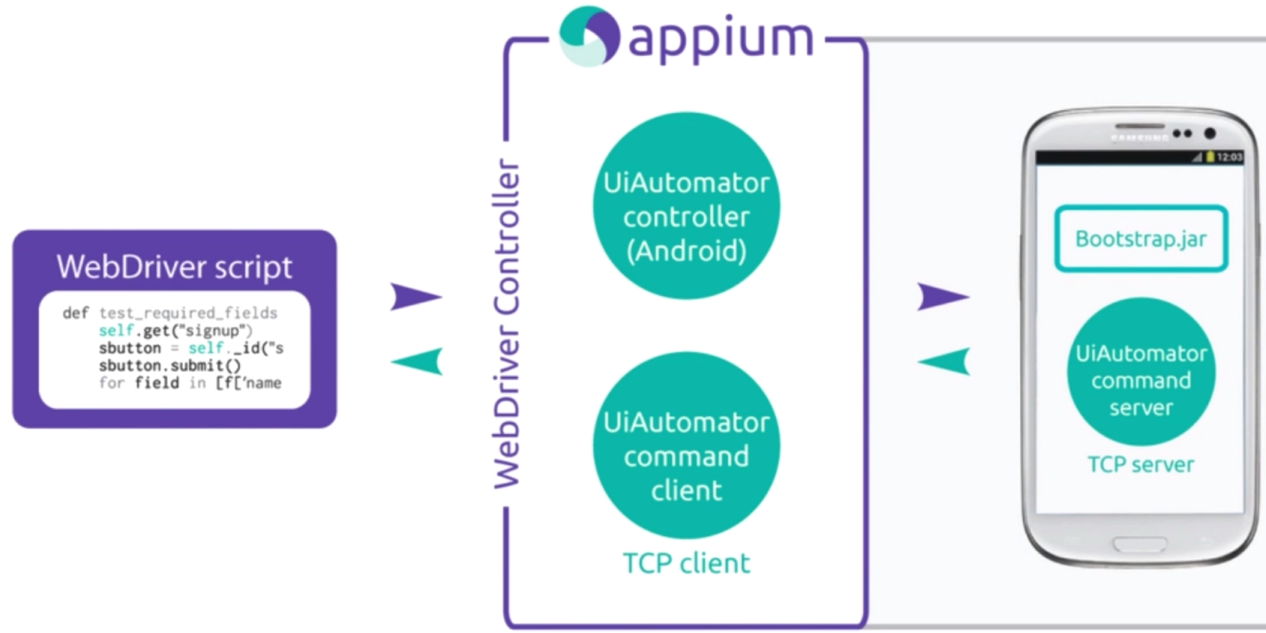 appium
WebDriver script
def test_required_fields
self.get("signup")
sbutton = self._id("s
sbutton.submit()
for field in [f['name
WebDriver Controller
UiAutomator
controller
(Android)
UiAutomator
command
client
TCP client
SAMSUNG
12:03
Bootstrap.jar
UiAutomator
command
server
TCP server